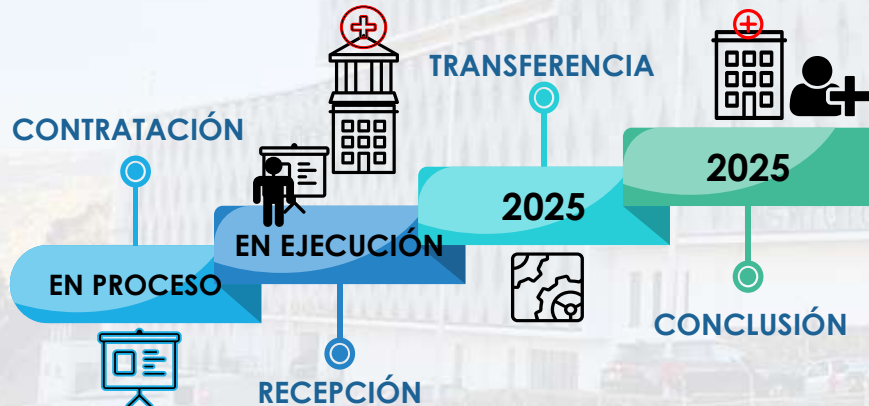 CONTRATACIÓN
EN PROCESO
EN EJECUCIÓN
RECEPCIÓN
TRANSFERENCIA
2025
2025
CONCLUSIÓN